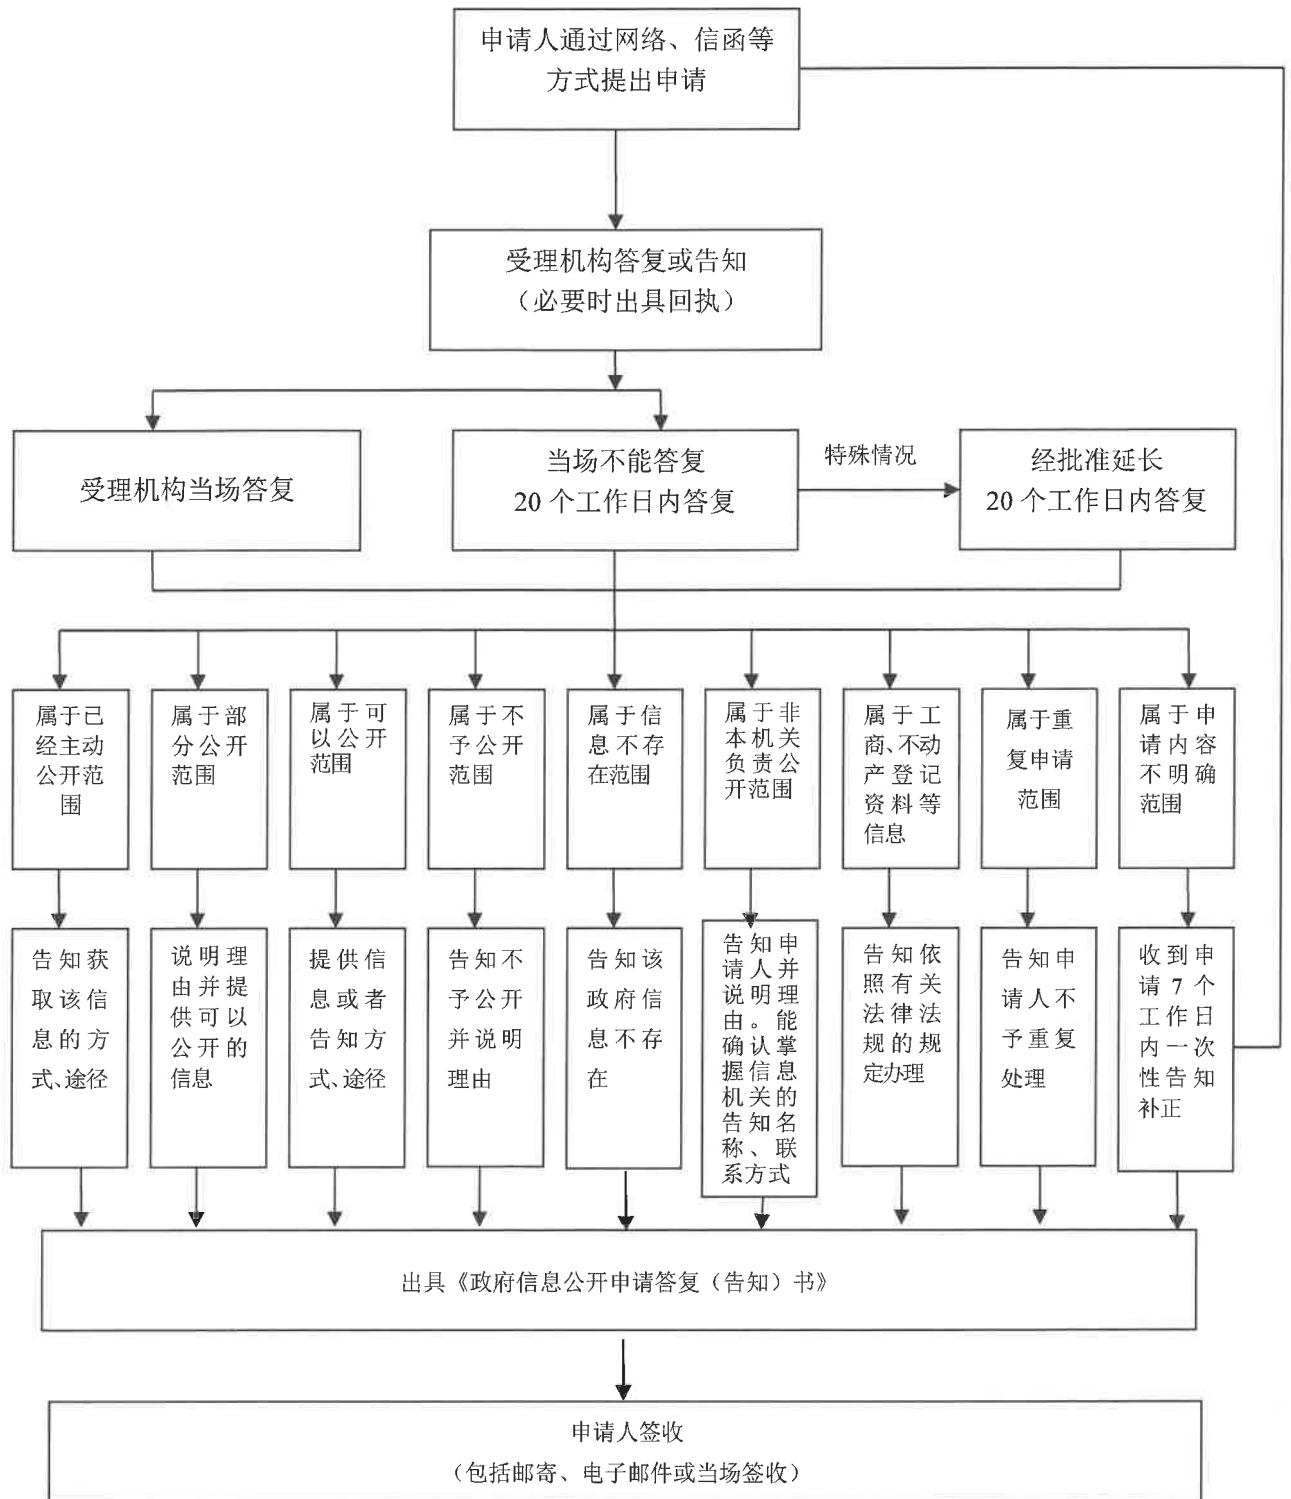 申请人通过网络、信函等
方式提出申请
受理机构答复或告知
（必要时出具回执）
受理机构当场答复
当场不能答复
20 个工作日内答复
特殊情况
经批准延长
20 个工作日内答复
属于已
经主动
公开范
围
属于部
分公开
范围
属于可
以公开
范围
属于不
予公开
范围
属于信
息不存
在范围
属于非
本机关
负责公
开范围
属于工
商、不动
产登记
资料等
信息
属于重
复申请
范围
属于申
请内容
不明确
范围
告知获
取该信
息的方
式、途径
说明理
由并提
供可以
公开的
信息
提供信
息或者
告知方
式、途径
告知不
予公开
并说明
理由
告知该
政府信
息不存
在
告知申
请人并
说明理
由。能
确认掌
握信息
机关的
告知名
称、联
系方式
告知依
照有关
法律法
规的规
定办理
告知申
请人不
予重复
处理
收到申
请 7 个
工作日
内一次
性告知
补正
出具《政府信息公开申请答复（告知）书》
申请人签收
（包括邮寄、电子邮件或当场签收）